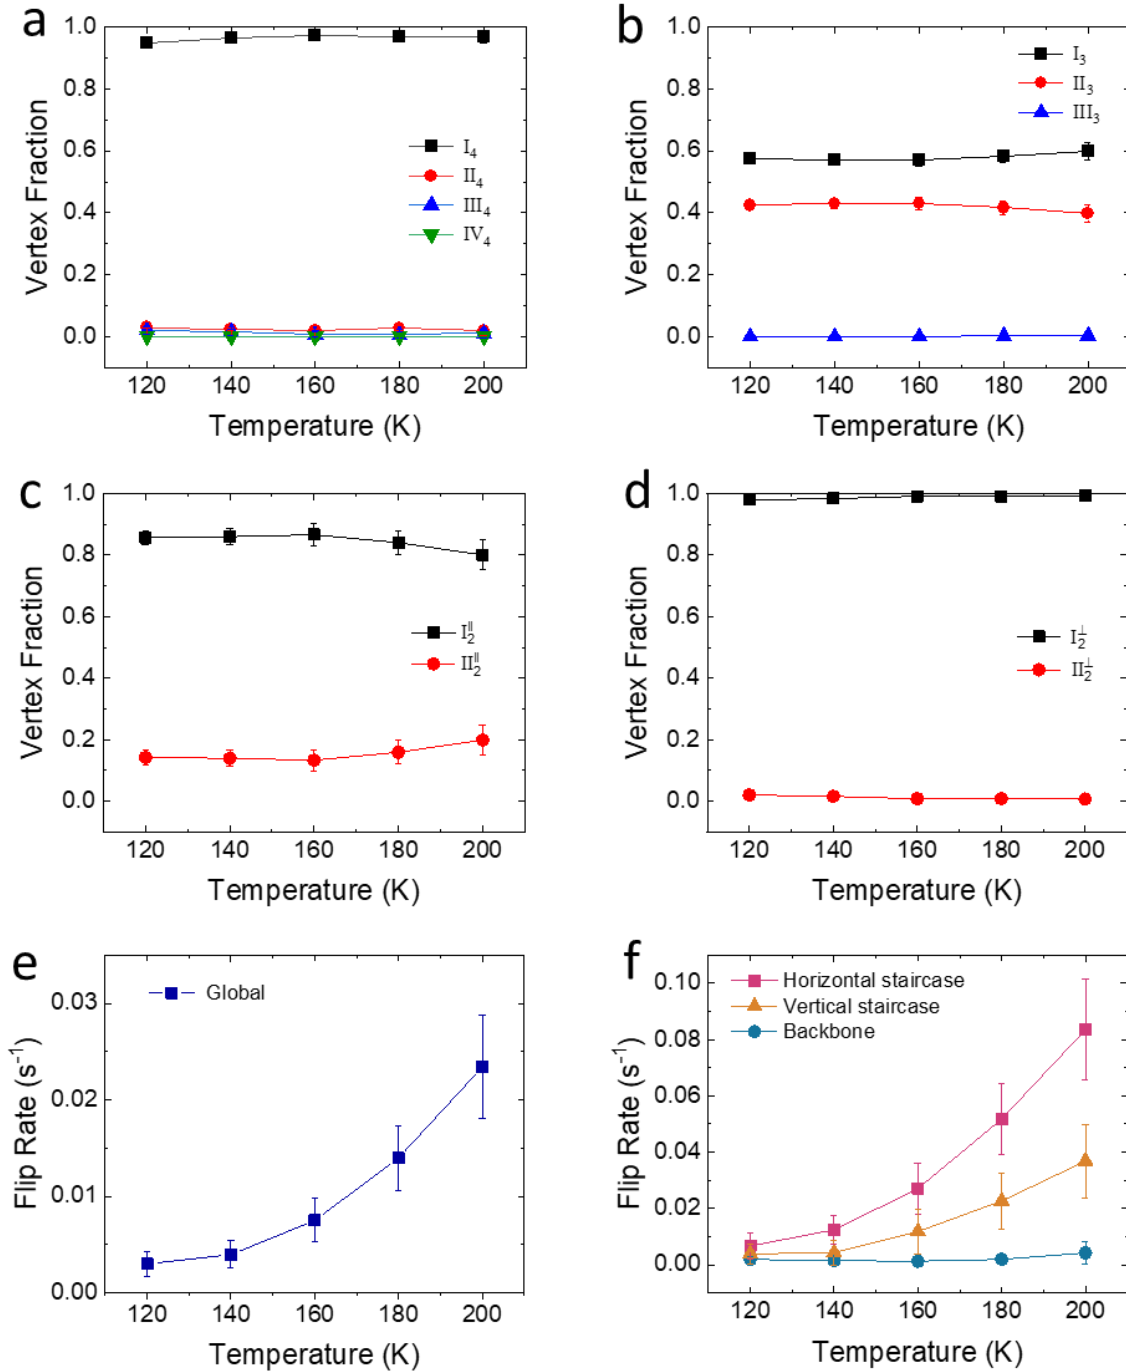 a
1.0
0.8
0.6
0.4
0.2
0.0
Vertex Fraction
I₄
II₄
III₄
IV₄
120 140 160 180 200
Temperature (K)
b
1.0
0.8
0.6
0.4
0.2
0.0
Vertex Fraction
I₃
II₃
III₃
120 140 160 180 200
Temperature (K)
c
1.0
0.8
0.6
0.4
0.2
0.0
Vertex Fraction
I₂^∥
II₂^∥
120 140 160 180 200
Temperature (K)
d
1.0
0.8
0.6
0.4
0.2
0.0
Vertex Fraction
I₂^⊥
II₂^⊥
120 140 160 180 200
Temperature (K)
e
0.03
0.02
0.01
0.00
Flip Rate (s⁻¹)
Global
120 140 160 180 200
Temperature (K)
f
0.10
0.08
0.06
0.04
0.02
0.00
Flip Rate (s⁻¹)
Horizontal staircase
Vertical staircase
Backbone
120 140 160 180 200
Temperature (K)